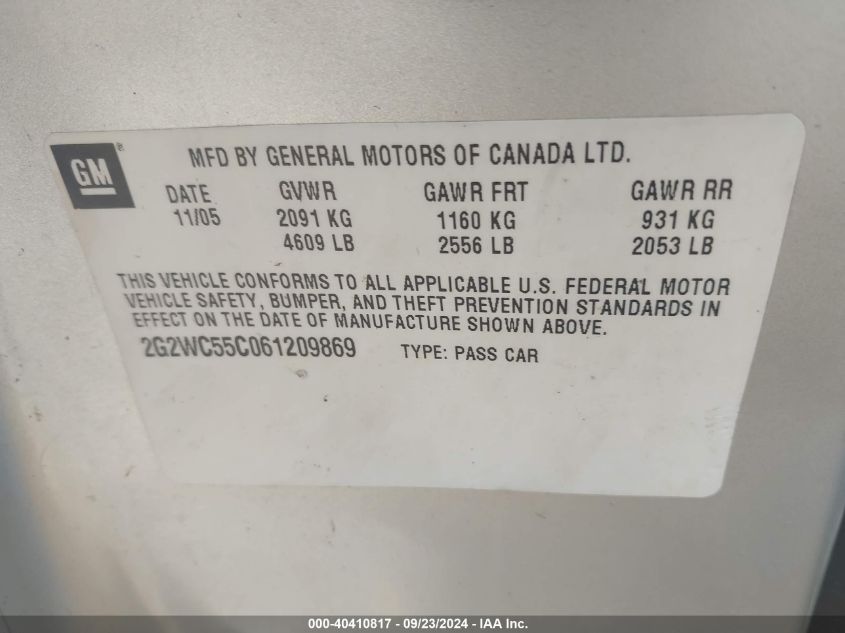 GM®
MFD BY GENERAL MOTORS OF CANADA LTD.
DATE GVWR GAWR FRT GAWR RR
11/05 2091 KG 1160 KG 931 KG
4609 LB 2556 LB 2053 LB
THIS VEHICLE CONFORMS TO ALL APPLICABLE U.S. FEDERAL MOTOR
VEHICLE SAFETY, BUMPER, AND THEFT PREVENTION STANDARDS IN
EFFECT ON THE DATE OF MANUFACTURE SHOWN ABOVE.
2G2WC55C061209869 TYPE: PASS CAR
000-40410817 - 09/23/2024 - IAA Inc.